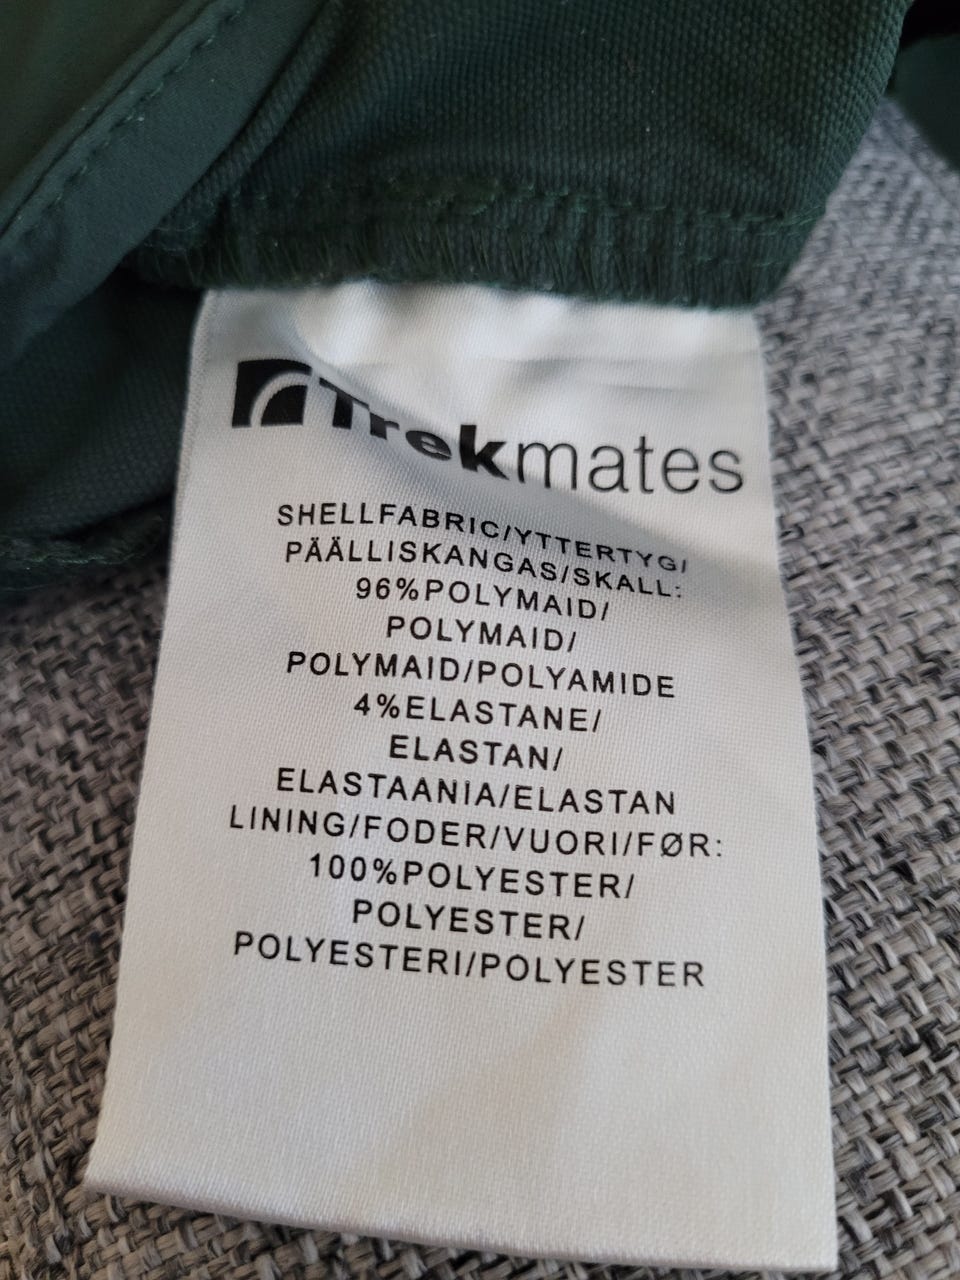 Trekmates
SHELLFABRIC/YTTERTYG/
PÄÄLLISKANGAS/SKALL:
96%POLYMAID/
POLYMAID/
POLYMAID/POLYAMIDE
4%ELASTANE/
ELASTAN/
ELASTAANIA/ELASTAN
LINING/FODER/VUORI/FØR:
100%POLYESTER/
POLYESTER/
POLYESTERI/POLYESTER